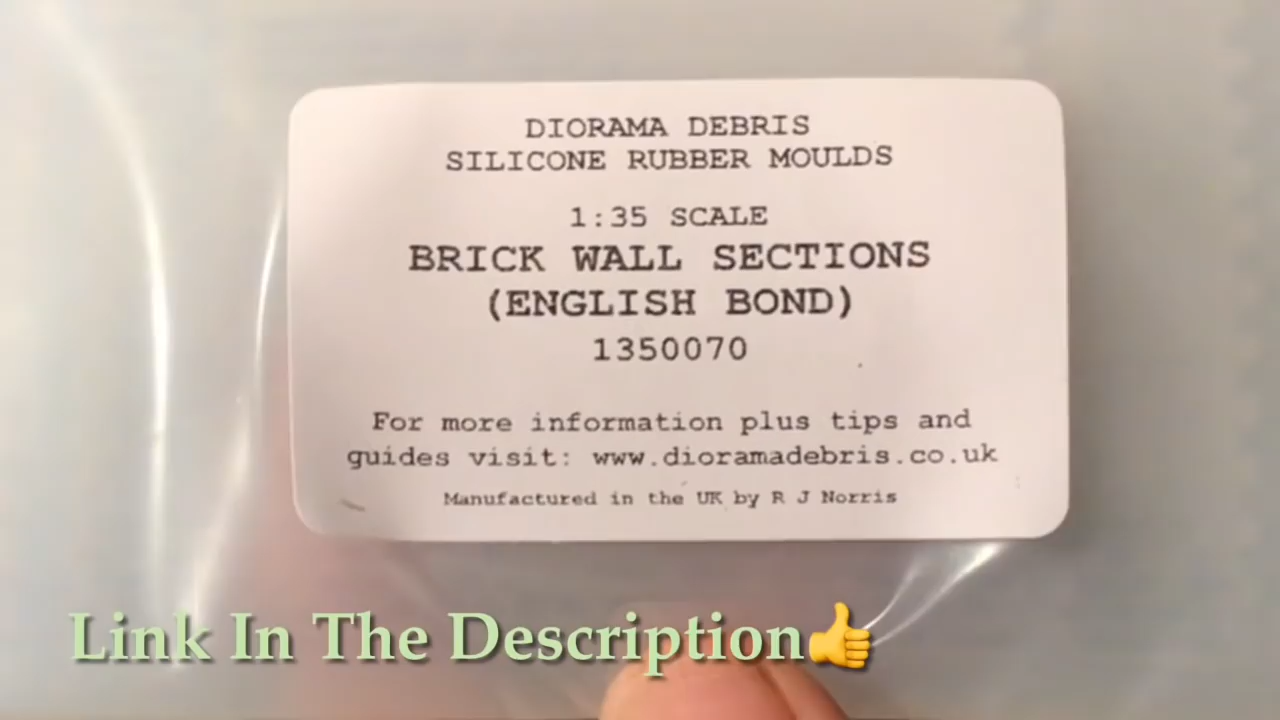 DIORAMA DEBRIS
SILICONE RUBBER MOULDS
1:35 SCALE
BRICK WALL SECTIONS
(ENGLISH BOND)
1350070
For more information plus tips and
guides visit: www.dioramadebris.co.uk
Manufactured in the UK by R J Norris
Link In The Description👍